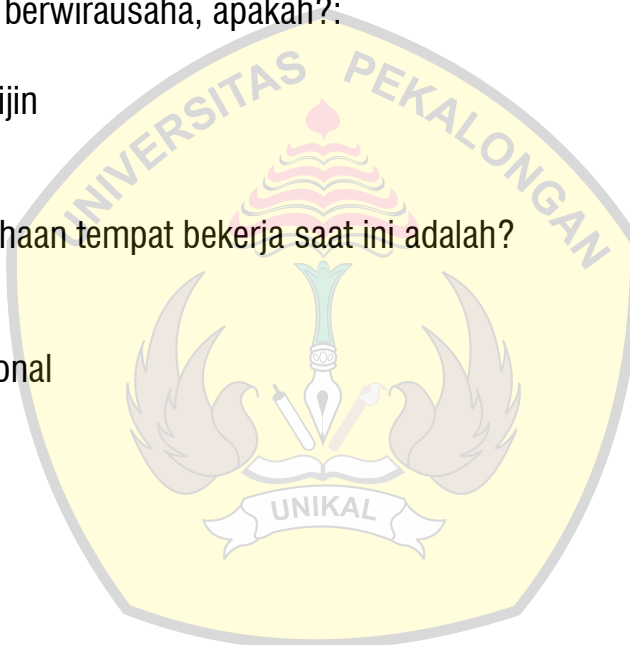 berwirausaha, apakah?:
UNIVERSITAS PEKALONGAN
ijin
haan tempat bekerja saat ini adalah?
onal
UNIKAL